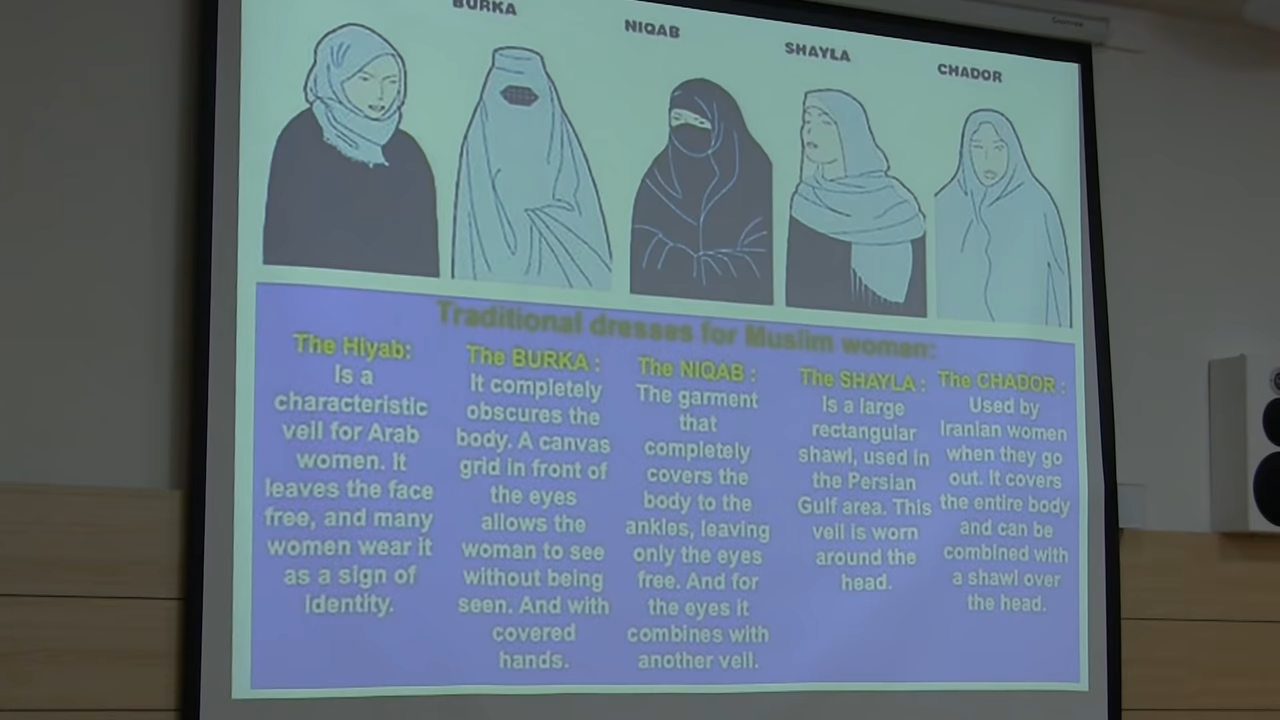 BURKA
NIQAB
SHAYLA
CHADOR
Traditional dresses for Muslim women:
The Hiyab:
Is a
characteristic
veil for Arab
women. It
leaves the face
free, and many
women wear it
as a sign of
identity.
The BURKA :
It completely
obscures the
body. A canvas
grid in front of
the eyes
allows the
woman to see
without being
seen. And with
covered
hands.
The NIQAB :
The garment
that
completely
covers the
body to the
ankles, leaving
only the eyes
free. And for
the eyes it
combines with
another veil.
The SHAYLA :
Is a large
rectangular
shawl, used in
the Persian
Gulf area. This
veil is worn
around the
head.
The CHADOR :
Used by
Iranian women
when they go
out. It covers
the entire body
and can be
combined with
a shawl over
the head.